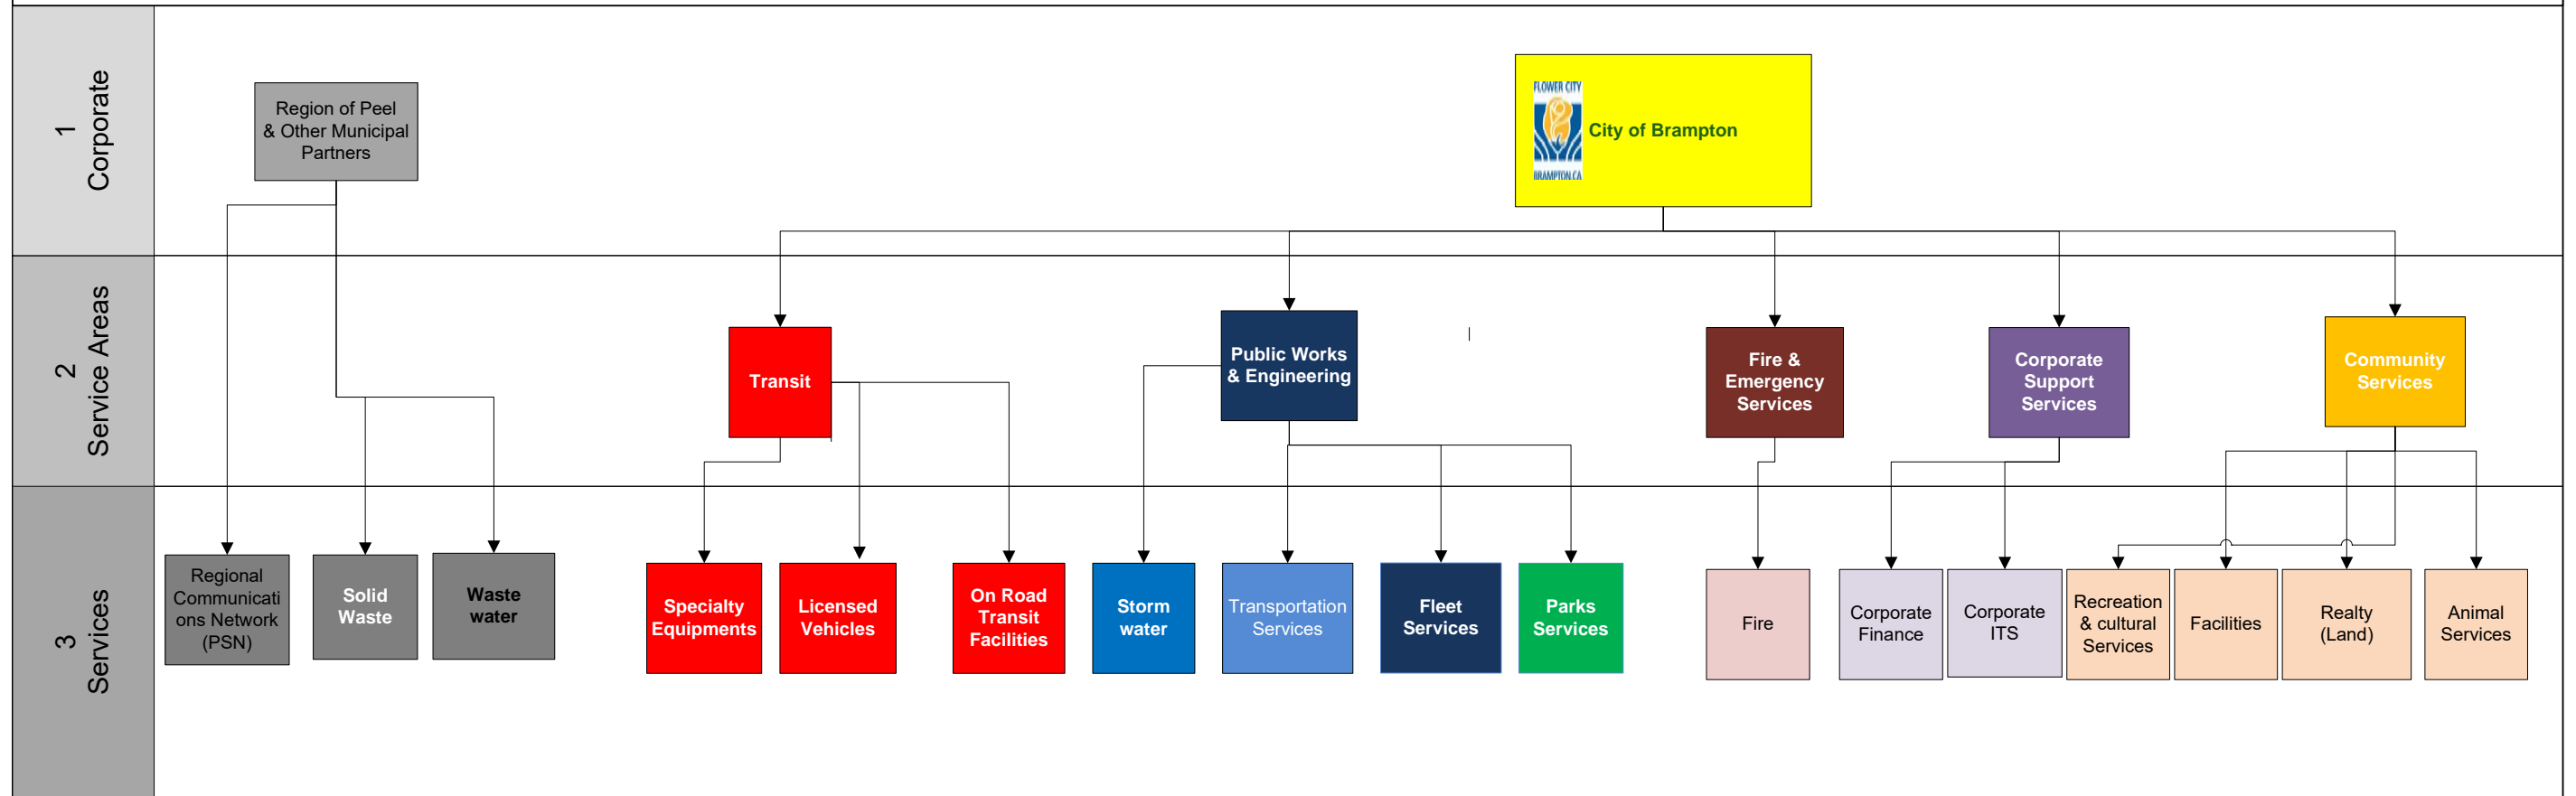 1
Corporate
Region of Peel
& Other Municipal
Partners
FLOWER CITY
BRAMPTON.CA
City of Brampton
2
Service Areas
Transit
Public Works
& Engineering
Fire &
Emergency
Services
Corporate
Support
Services
Community
Services
3
Services
Regional
Communicati
ons Network
(PSN)
Solid
Waste
Waste
water
Specialty
Equipments
Licensed
Vehicles
On Road
Transit
Facilities
Storm
water
Transportation
Services
Fleet
Services
Parks
Services
Fire
Corporate
Finance
Corporate
ITS
Recreation
& cultural
Services
Facilities
Realty
(Land)
Animal
Services